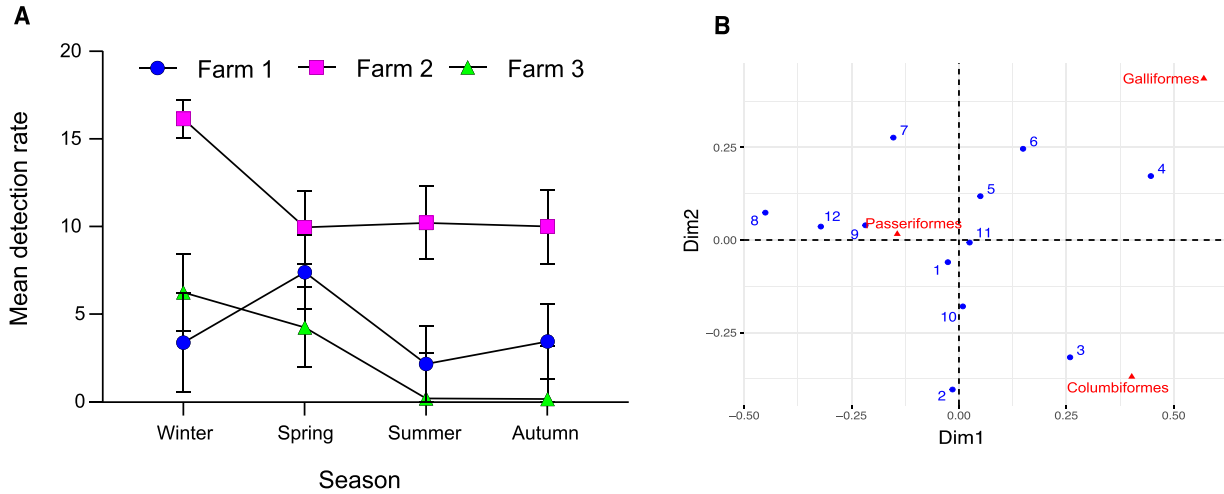 A
20
15
10
5
0
Mean detection rate
Farm 1 Farm 2 Farm 3
Winter Spring Summer Autumn
Season
B
Dim2
0.25
0.00
−0.25
Galliformes
7
6
4
5
8
12
9
Passeriformes
11
1
10
3
2
Columbiformes
−0.50 −0.25 0.00 0.25 0.50
Dim1